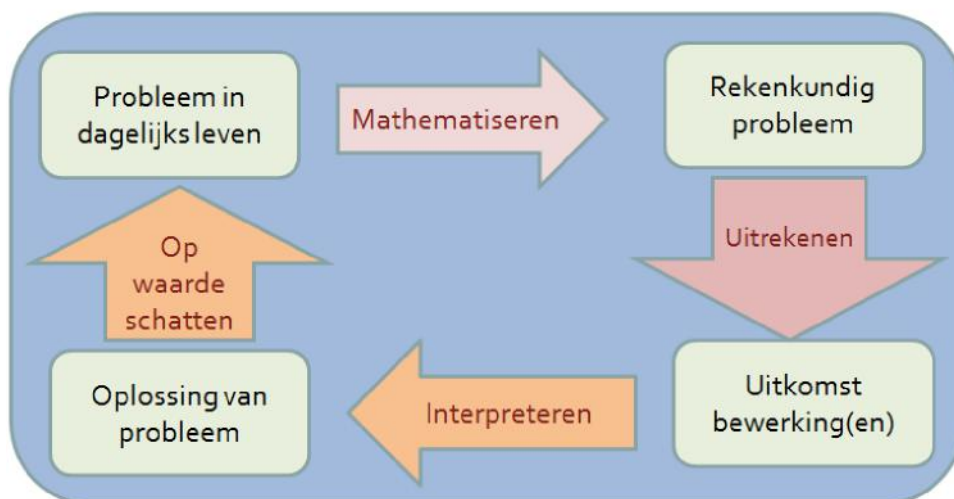 Probleem in
dagelijks leven
Mathematiseren
Rekenkundig
probleem
Uitrekenen
Uitkomst
bewerking(en)
Interpreteren
Oplossing van
probleem
Op
waarde
schatten